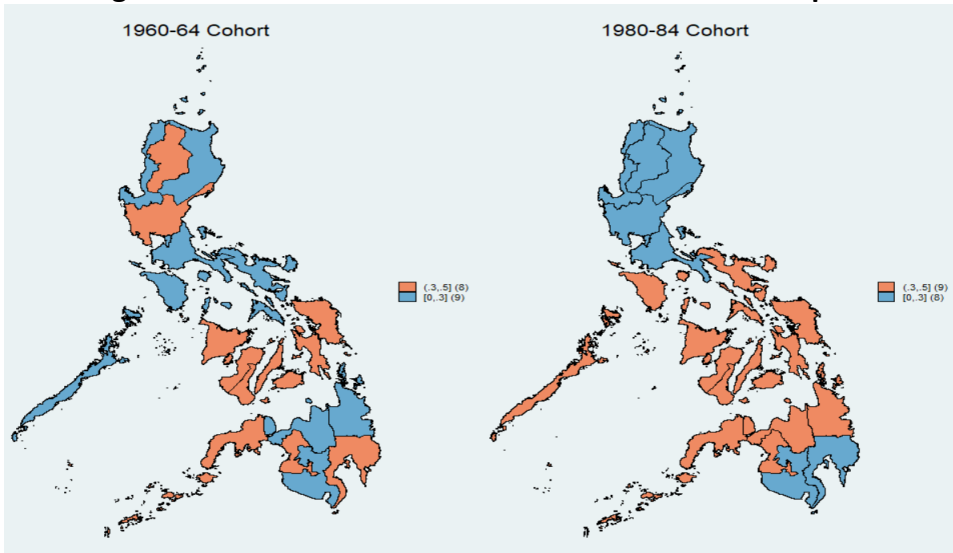 1960-64 Cohort
1980-84 Cohort
(.3,.5] (8)
[0,.3] (9)
(.3,.5] (9)
[0,.3] (8)